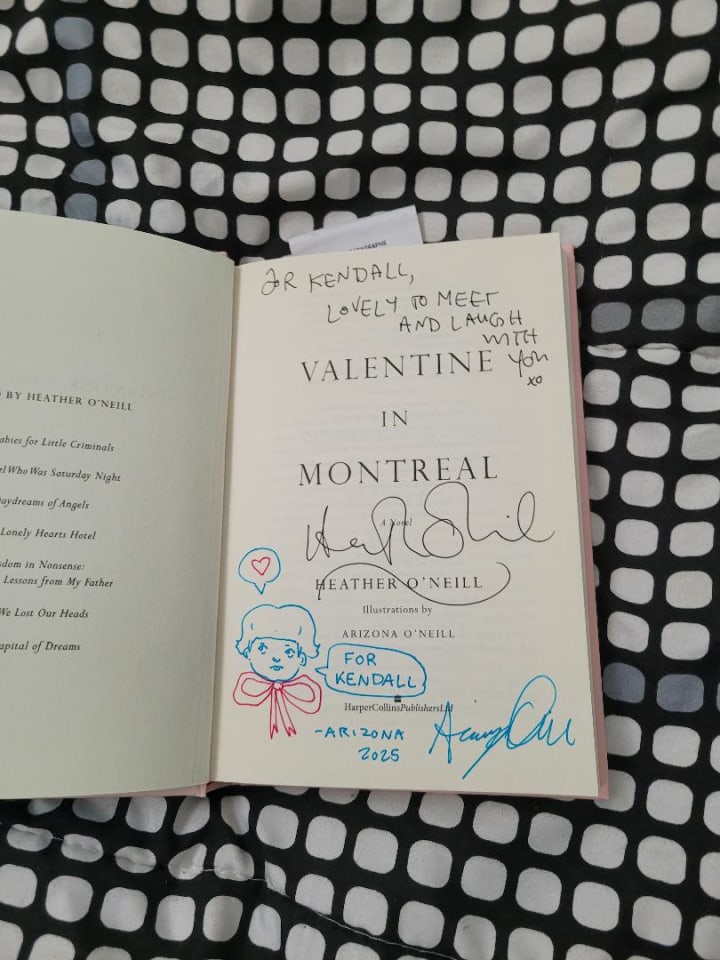 BY HEATHER O'NEILL
abies for Little Criminals
rl Who Was Saturday Night
aydreams of Angels
Lonely Hearts Hotel
sdom in Nonsense:
Lessons from My Father
We Lost Our Heads
apital of Dreams
FOR KENDALL,
LOVELY TO MEET
AND LAUGH
WITH
YOU
xo
VALENTINE
IN
MONTREAL
A Novel
HEATHER O'NEILL
Illustrations by
ARIZONA O'NEILL
FOR
KENDALL
HarperCollinsPublishersLtd
-ARIZONA
2025